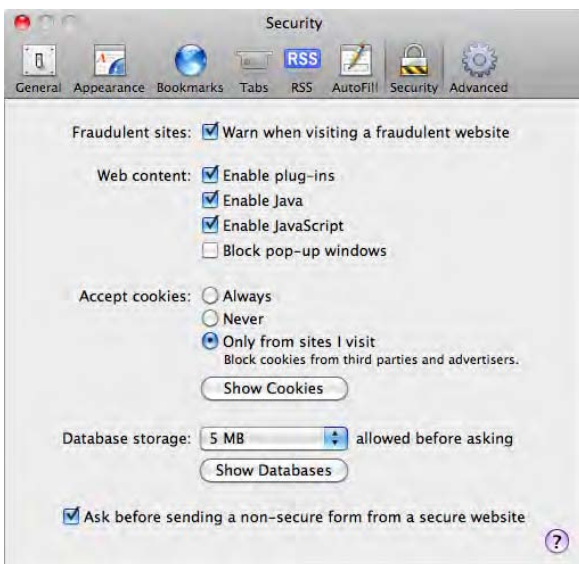 Security
General Appearance Bookmarks Tabs RSS AutoFill Security Advanced
RSS
Fraudulent sites: Warn when visiting a fraudulent website
Web content: Enable plug-ins
Enable Java
Enable JavaScript
Block pop-up windows
Accept cookies: Always
Never
Only from sites I visit
Block cookies from third parties and advertisers.
Show Cookies
Database storage: 5 MB allowed before asking
Show Databases
Ask before sending a non-secure form from a secure website
?